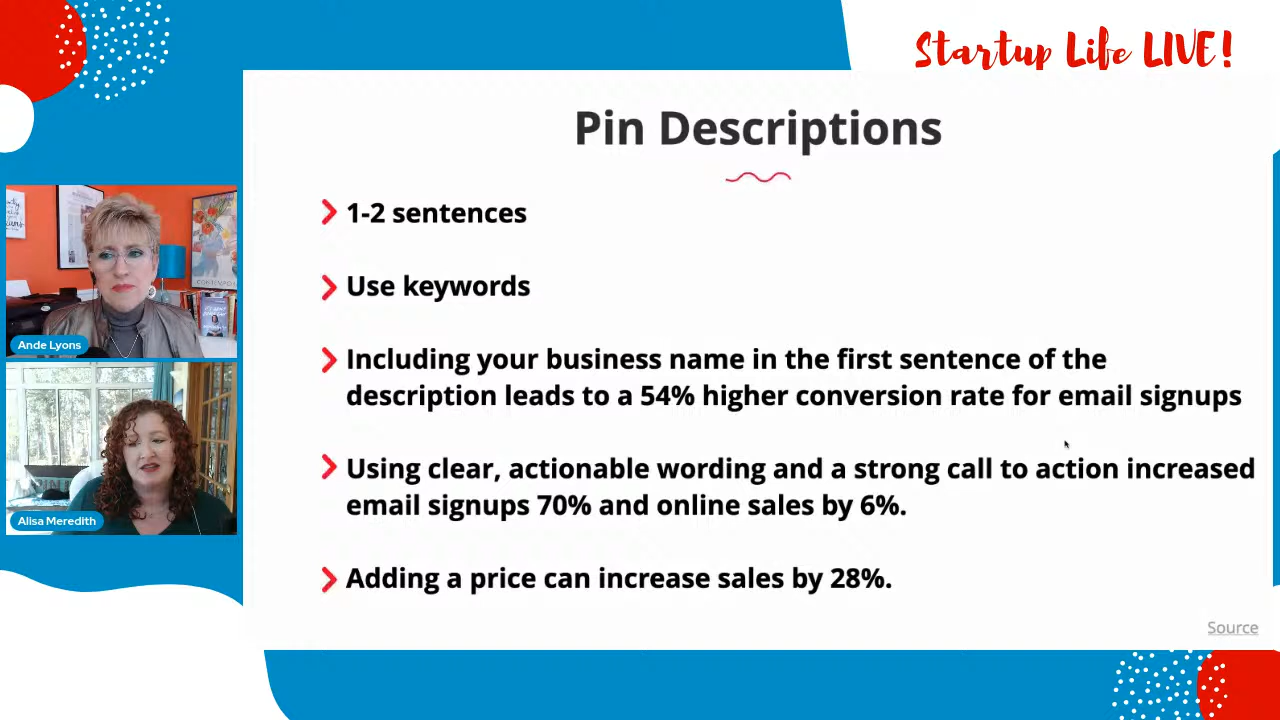 Startup Life LIVE!
Pin Descriptions
1-2 sentences
Use keywords
Including your business name in the first sentence of the
description leads to a 54% higher conversion rate for email signups
Using clear, actionable wording and a strong call to action increased
email signups 70% and online sales by 6%.
Adding a price can increase sales by 28%.
Source
Ande Lyons
Alisa Meredith